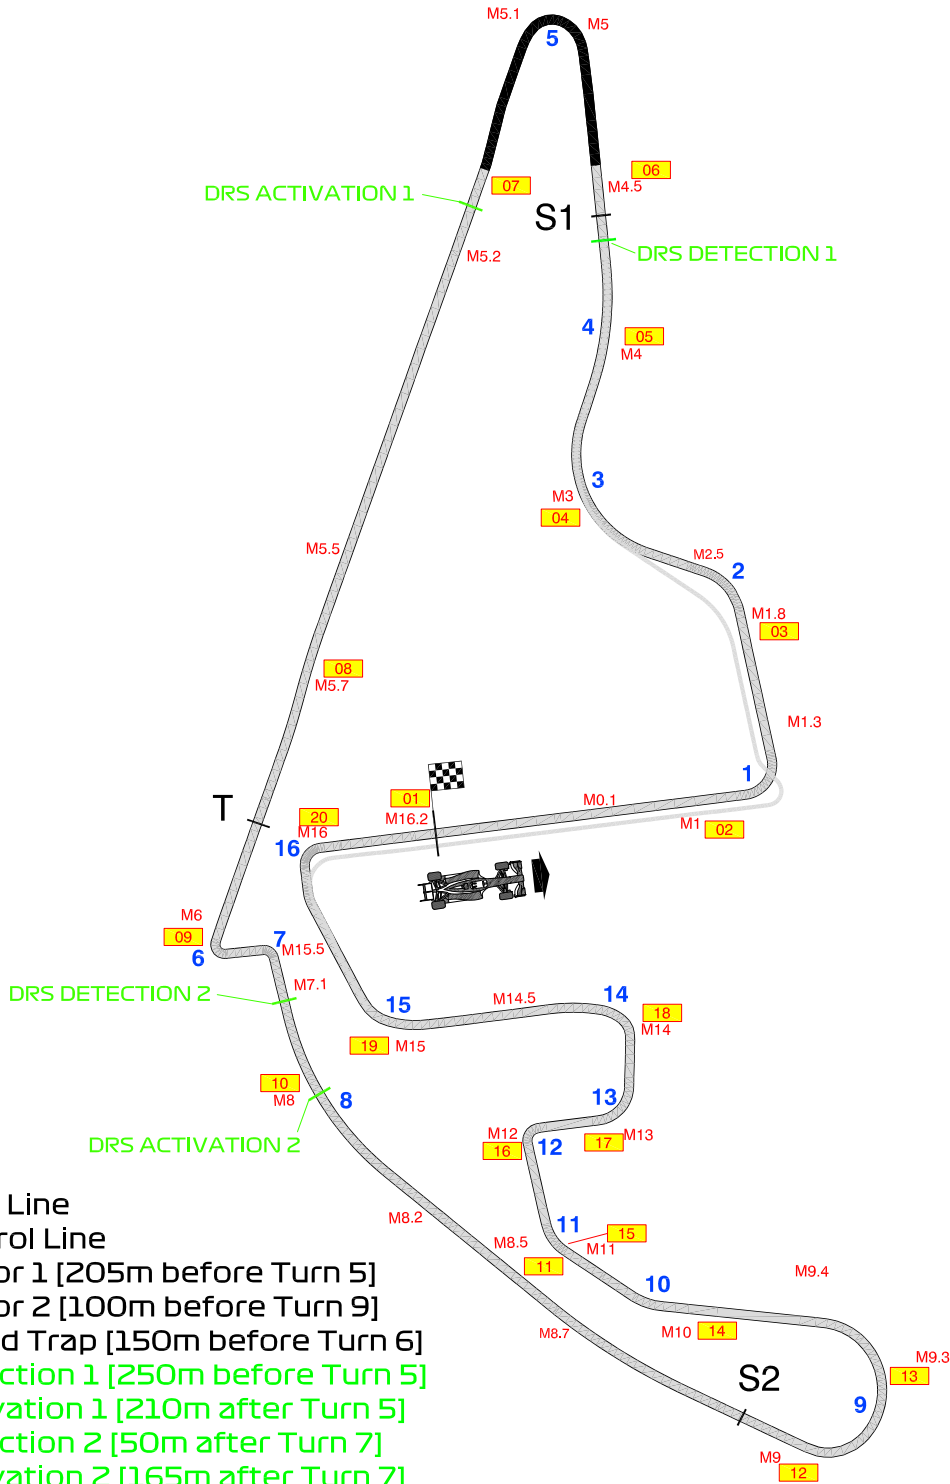 M5.1
M5
5
06
07
M4.5
DRS ACTIVATION 1
S1
M5.2
DRS DETECTION 1
4
05
M4
3
M3
04
M5.5
M2.5
2
M1.8
03
08
M5.7
M1.3
1
01
M0.1
T
20
M16.2
M1
02
M16
16
M6
09
7
6
M15.5
M7.1
DRS DETECTION 2
M14.5
14
15
18
M14
19
M15
10
M8
8
13
M12
M13
DRS ACTIVATION 2
16
12
17
Line
rol Line
M8.2
11
15
M8.5
M11
11
or 1 [205m before Turn 5]
M9.4
10
or 2 [100m before Turn 9]
d Trap [150m before Turn 6]
M8.7
M10
14
M9.3
ction 1 [250m before Turn 5]
S2
13
vation 1 [210m after Turn 5]
9
ction 2 [50m after Turn 7]
M9
vation 2 [165m after Turn 7]
12